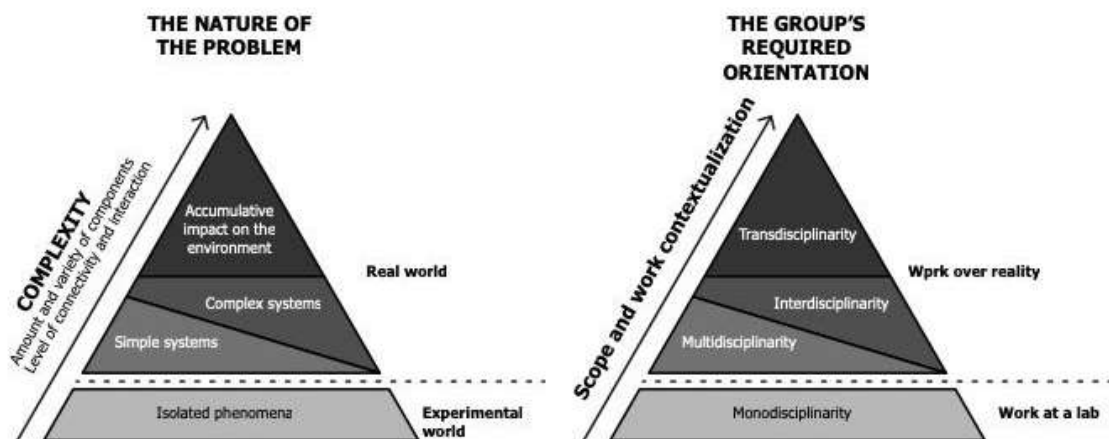 THE NATURE OF
THE PROBLEM
COMPLEXITY
Amount and variety of components
Level of connectivity and interaction
Accumulative
impact on the
environment
Real world
Complex systems
Simple systems
Isolated phenomena
Experimental
world
THE GROUP'S
REQUIRED
ORIENTATION
Scope and work contextualization
Transdisciplinarity
Wprk over reality
Interdisciplinarity
Multidisciplinarity
Monodisciplinarity
Work at a lab